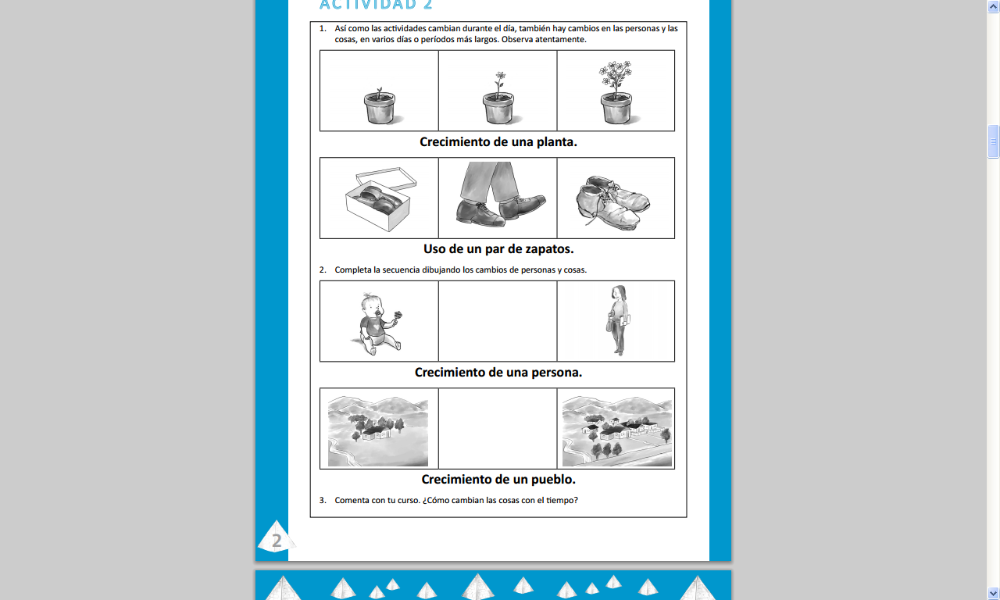 ACTIVIDAD 2
1. Así como las actividades cambian durante el día, también hay cambios en las personas y las
cosas, en varios días o períodos más largos. Observa atentamente.
Crecimiento de una planta.
Uso de un par de zapatos.
2. Completa la secuencia dibujando los cambios de personas y cosas.
Crecimiento de una persona.
Crecimiento de un pueblo.
3. Comenta con tu curso. ¿Cómo cambian las cosas con el tiempo?
2